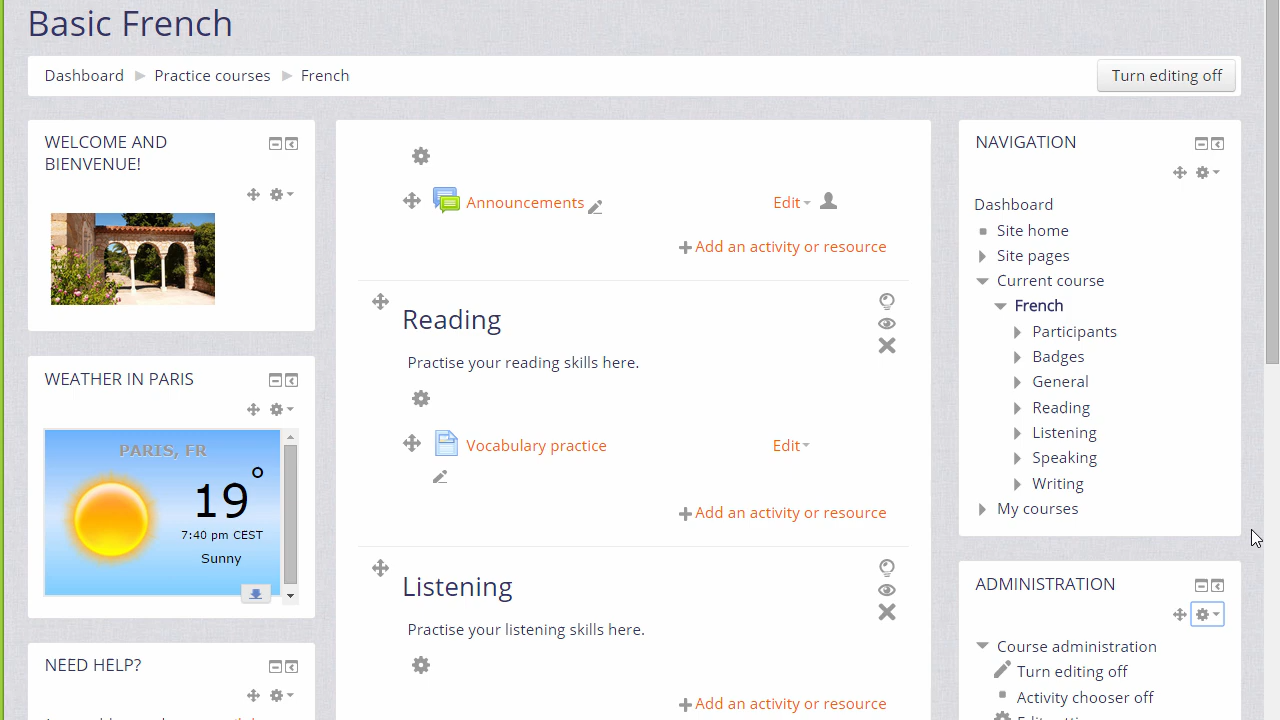 Basic French
Dashboard Practice courses French
Turn editing off
WELCOME AND
BIENVENUE!
WEATHER IN PARIS
PARIS, FR
19°
7:40 pm CEST
Sunny
NEED HELP?
Announcements
Edit
Add an activity or resource
Reading
Practise your reading skills here.
Vocabulary practice
Edit
Add an activity or resource
Listening
Practise your listening skills here.
Add an activity or resource
NAVIGATION
Dashboard
Site home
Site pages
Current course
French
Participants
Badges
General
Reading
Listening
Speaking
Writing
My courses
ADMINISTRATION
Course administration
Turn editing off
Activity chooser off